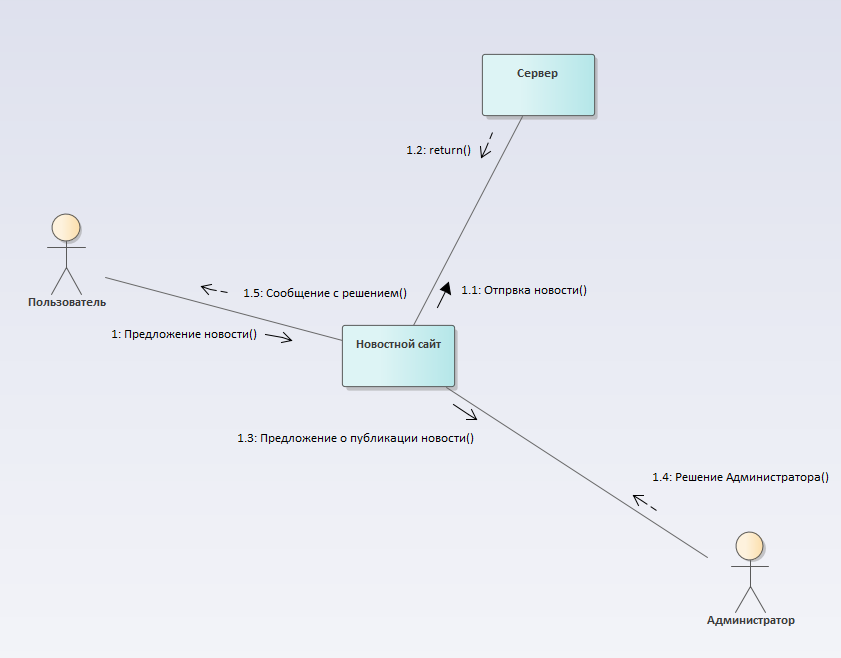 Сервер
1.2: return()
1.5: Сообщение с решением()
1.1: Отпрвка новости()
Пользователь
1: Предложение новости()
Новостной сайт
1.3: Предложение о публикации новости()
1.4: Решение Администратора()
Администратор